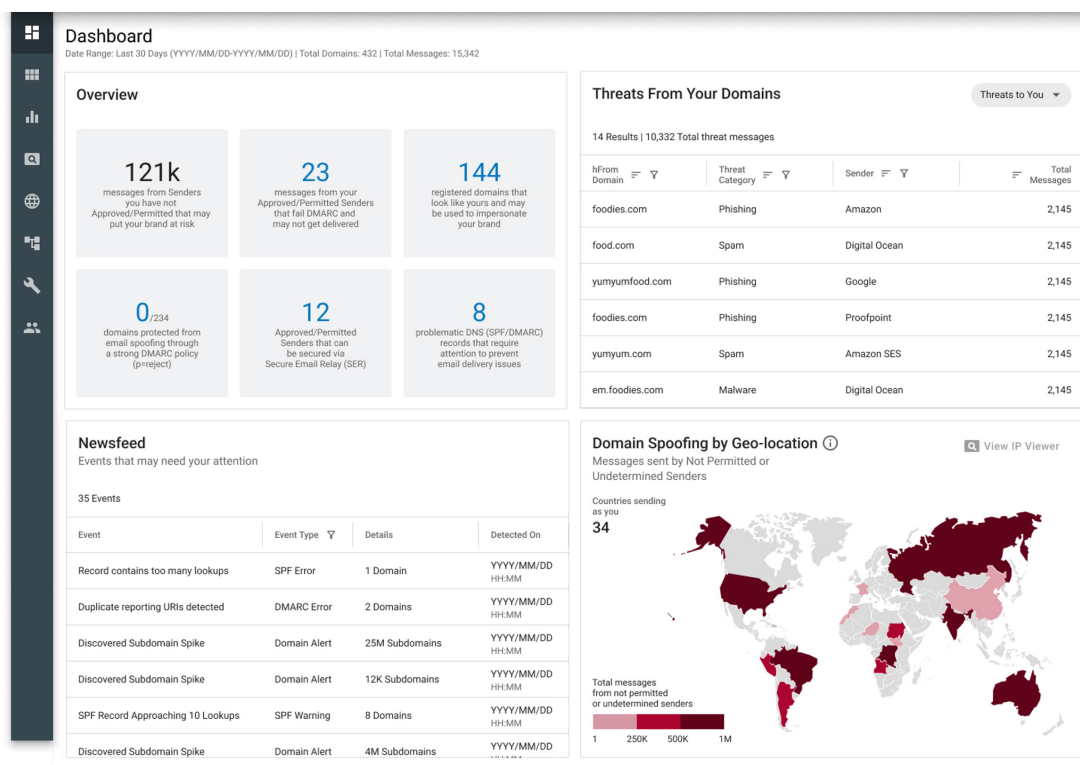 Dashboard
Date Range: Last 30 Days (YYYY/MM/DD-YYYY/MM/DD) | Total Domains: 432 | Total Messages: 15,342
Overview
121k
messages from Senders
you have not
Approved/Permitted that may
put your brand at risk
23
messages from your
Approved/Permitted Senders
that fail DMARC and
may not get delivered
144
registered domains that
look like yours and may
be used to impersonate
your brand
0/234
domains protected from
email spoofing through
a strong DMARC policy
(p=reject)
12
Approved/Permitted
Senders that can
be secured via
Secure Email Relay (SER)
8
problematic DNS (SPF/DMARC)
records that require
attention to prevent
email delivery issues
Threats From Your Domains
Threats to You
14 Results | 10,332 Total threat messages
hFrom
Domain
Threat
Category
Sender
Total
Messages
foodies.com Phishing Amazon 2,145
food.com Spam Digital Ocean 2,145
yumyumfood.com Phishing Google 2,145
foodies.com Phishing Proofpoint 2,145
yumyum.com Spam Amazon SES 2,145
em.foodies.com Malware Digital Ocean 2,145
Newsfeed
Events that may need your attention
35 Events
Event Event Type Details Detected On
Record contains too many lookups SPF Error 1 Domain YYYY/MM/DD
HH:MM
Duplicate reporting URIs detected DMARC Error 2 Domains YYYY/MM/DD
HH:MM
Discovered Subdomain Spike Domain Alert 25M Subdomains YYYY/MM/DD
HH:MM
Discovered Subdomain Spike Domain Alert 12K Subdomains YYYY/MM/DD
HH:MM
SPF Record Approaching 10 Lookups SPF Warning 8 Domains YYYY/MM/DD
HH:MM
Discovered Subdomain Spike Domain Alert 4M Subdomains YYYY/MM/DD
Domain Spoofing by Geo-location
View IP Viewer
Messages sent by Not Permitted or
Undetermined Senders
Countries sending
as you
34
Total messages
from not permitted
or undetermined senders
1 250K 500K 1M